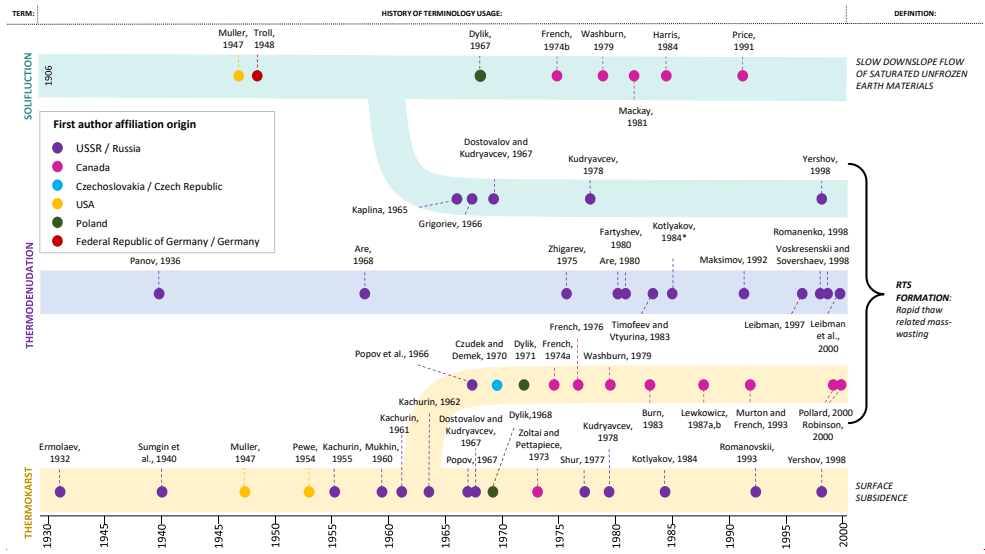 TERM:
HISTORY OF TERMINOLOGY USAGE:
DEFINITION:
SOLIFLUCTION
1906
Muller,
1947
Troll,
1948
Dylik,
1967
French,
1974b
Washburn,
1979
Mackay,
1981
Harris,
1984
Price,
1991
SLOW DOWNSLOPE FLOW
OF SATURATED UNFROZEN
EARTH MATERIALS
First author affiliation origin
USSR / Russia
Canada
Czechoslovakia / Czech Republic
USA
Poland
Federal Republic of Germany / Germany
Kaplina, 1965
Grigoriev, 1966
Dostovalov and
Kudryavcev, 1967
Kudryavcev,
1978
Yershov,
1998
THERMODENUDATION
Panov, 1936
Are,
1968
Zhigarev,
1975
Fartyshev,
1980
Are, 1980
Timofeev and
Vtyurina, 1983
Kotlyakov,
1984*
Maksimov, 1992
Leibman, 1997
Romanenko, 1998
Voskresenskii and
Sovershaev, 1998
Leibman
et al.,
2000
RTS
FORMATION:
Rapid thaw
related mass-
wasting
Popov et al., 1966
Czudek and
Demek, 1970
Dylik,
1971
French,
1974a
French, 1976
Washburn, 1979
Burn,
1983
Lewkowicz,
1987a,b
Murton and
French, 1993
Pollard, 2000
Robinson,
2000
THERMOKARST
Ermolaev,
1932
Sumgin et
al., 1940
Muller,
1947
Pewe,
1954
Kachurin,
1955
Mukhin,
1960
Kachurin,
1961
Kachurin, 1962
Dostovalov and
Kudryavcev,
1967
Popov, 1967
Dylik,1968
Zoltai and
Pettapiece,
1973
Shur, 1977
Kudryavcev,
1978
Kotlyakov, 1984
Romanovskii,
1993
Yershov, 1998
SURFACE
SUBSIDENCE
1930
1945
1945
1940
1950
1955
1960
1965
1970
1975
1980
1985
1990
1995
2000